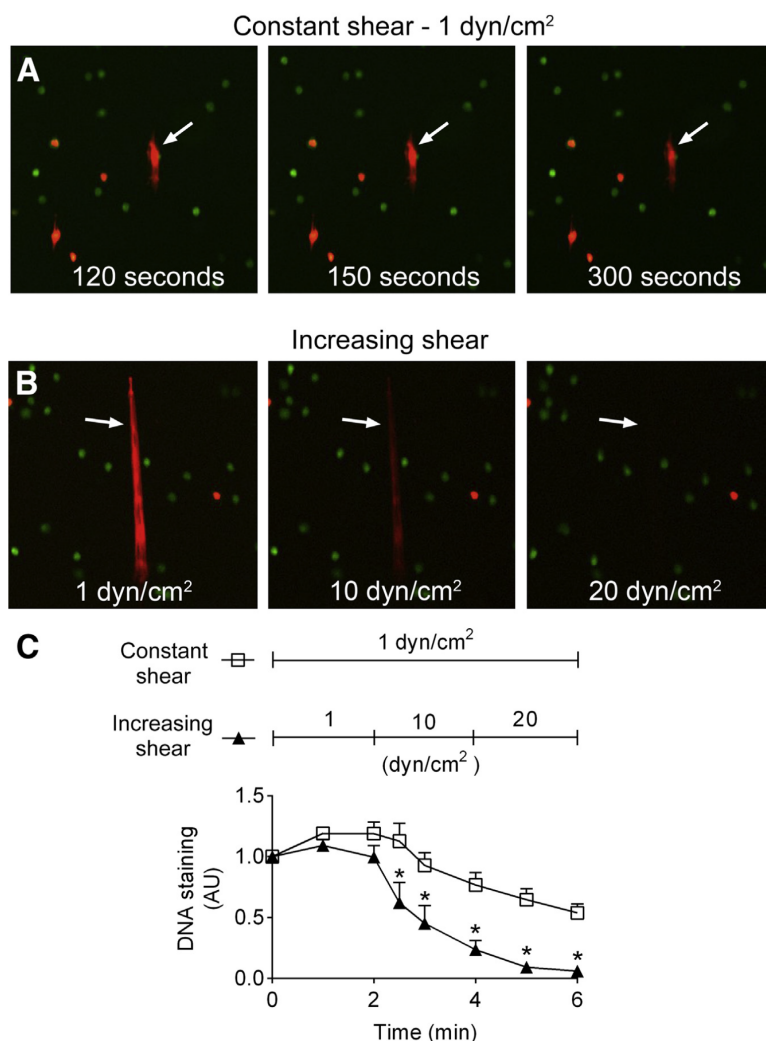 Constant shear - 1 dyn/cm²
A
120 seconds
150 seconds
300 seconds
Increasing shear
B
1 dyn/cm²
10 dyn/cm²
20 dyn/cm²
C
Constant shear
1 dyn/cm²
Increasing shear
1
10
20
(dyn/cm² )
DNA staining (AU)
1.5
1.0
0.5
0.0
* * * * *
0 2 4 6
Time (min)